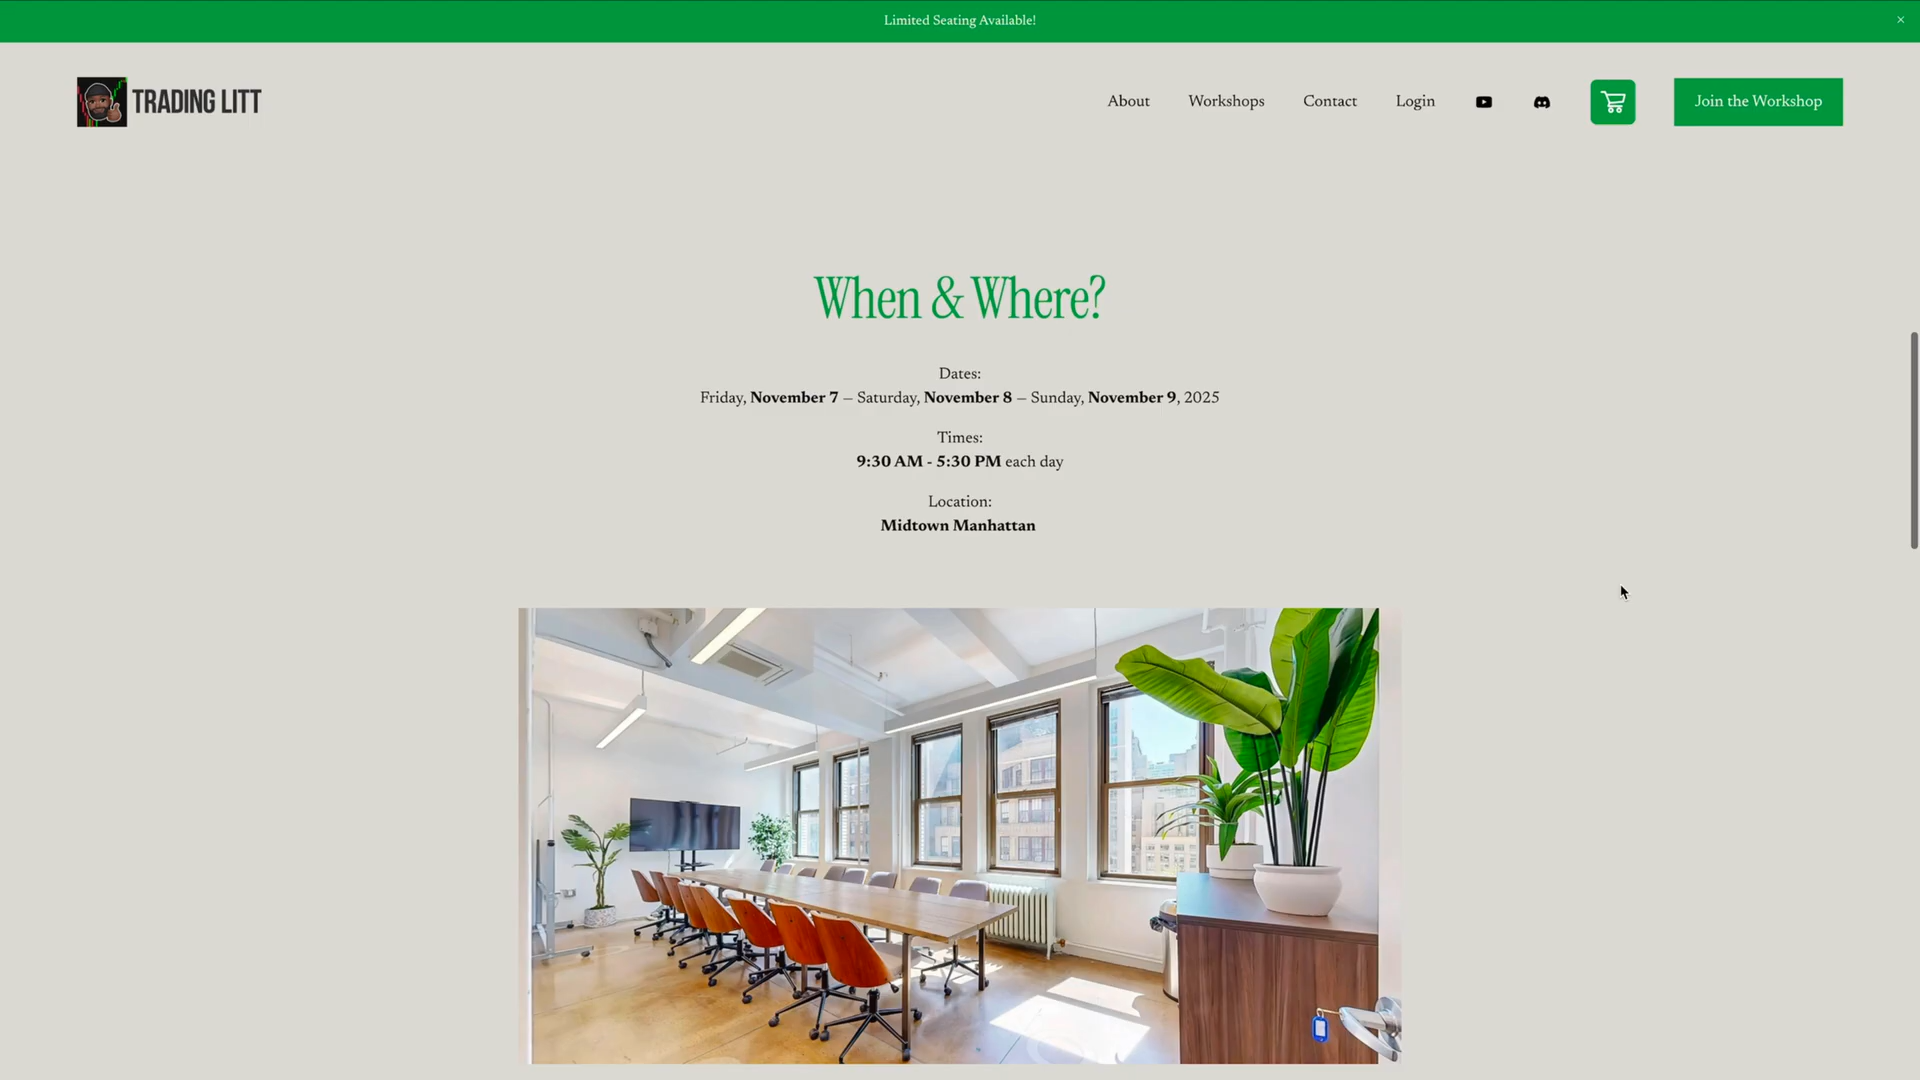 Limited Seating Available!
×
TRADING LITT
About
Workshops
Contact
Login
Join the Workshop
When & Where?
Dates:
Friday, November 7 – Saturday, November 8 – Sunday, November 9, 2025
Times:
9:30 AM - 5:30 PM each day
Location:
Midtown Manhattan